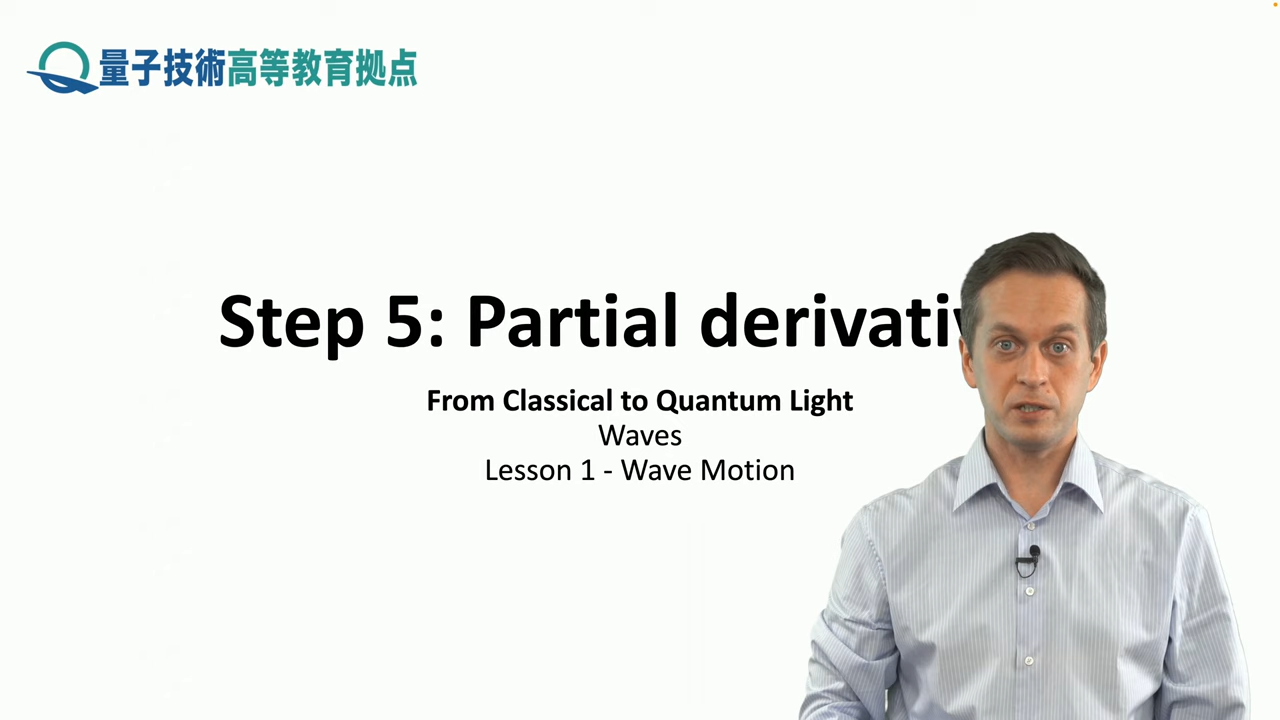 量子技術高等教育拠点
Step 5: Partial
From Classical to Quantum Light
Waves
Lesson 1 - Wave Motion